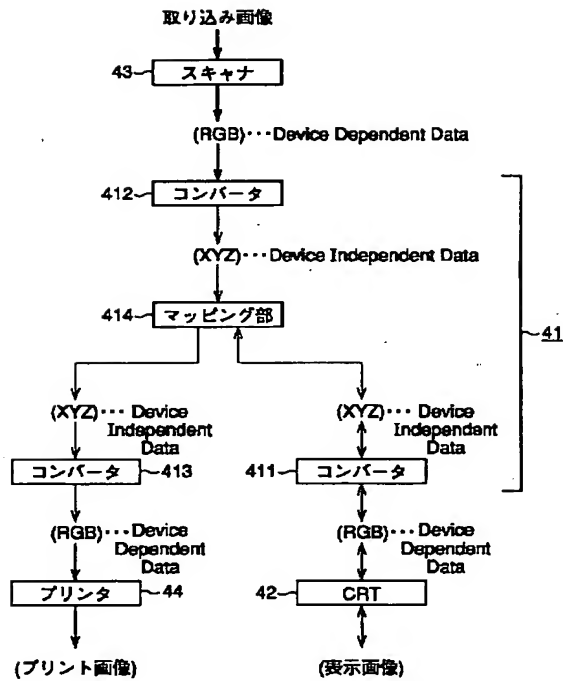 取り込み画像
43 スキャナ
(RGB)･･･Device Dependent Data
412 コンバータ
(XYZ)･･･Device Independent Data
414 マッピング部
41
(XYZ)･･･ Device
Independent
Data
(XYZ)･･･ Device
Independent
Data
コンバータ 413
411 コンバータ
(RGB)･･･Device
Dependent
Data
(RGB)･･･Device
Dependent
Data
プリンタ 44
42 CRT
(プリント画像)
(表示画像)